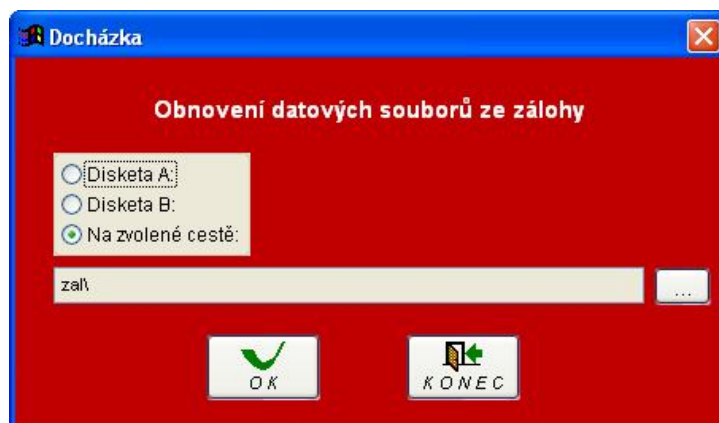 Docházka
Obnovení datových souborů ze zálohy
Disketa A:
Disketa B:
Na zvolené cestě:
zal\
...
OK
KONEC